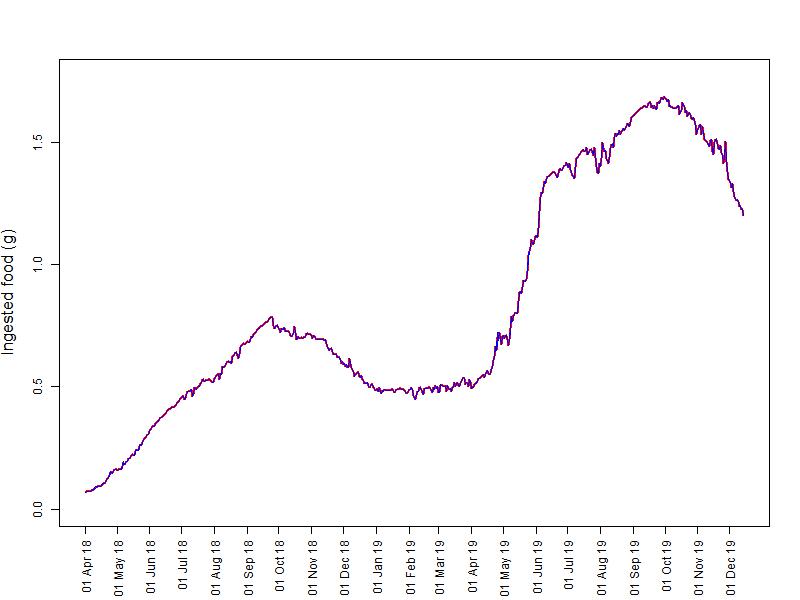 Ingested food (g)
1.5
1.0
0.5
0.0
01 Apr 18
01 May 18
01 Jun 18
01 Jul 18
01 Aug 18
01 Sep 18
01 Oct 18
01 Nov 18
01 Dec 18
01 Jan 19
01 Feb 19
01 Mar 19
01 Apr 19
01 May 19
01 Jun 19
01 Jul 19
01 Aug 19
01 Sep 19
01 Oct 19
01 Nov 19
01 Dec 19